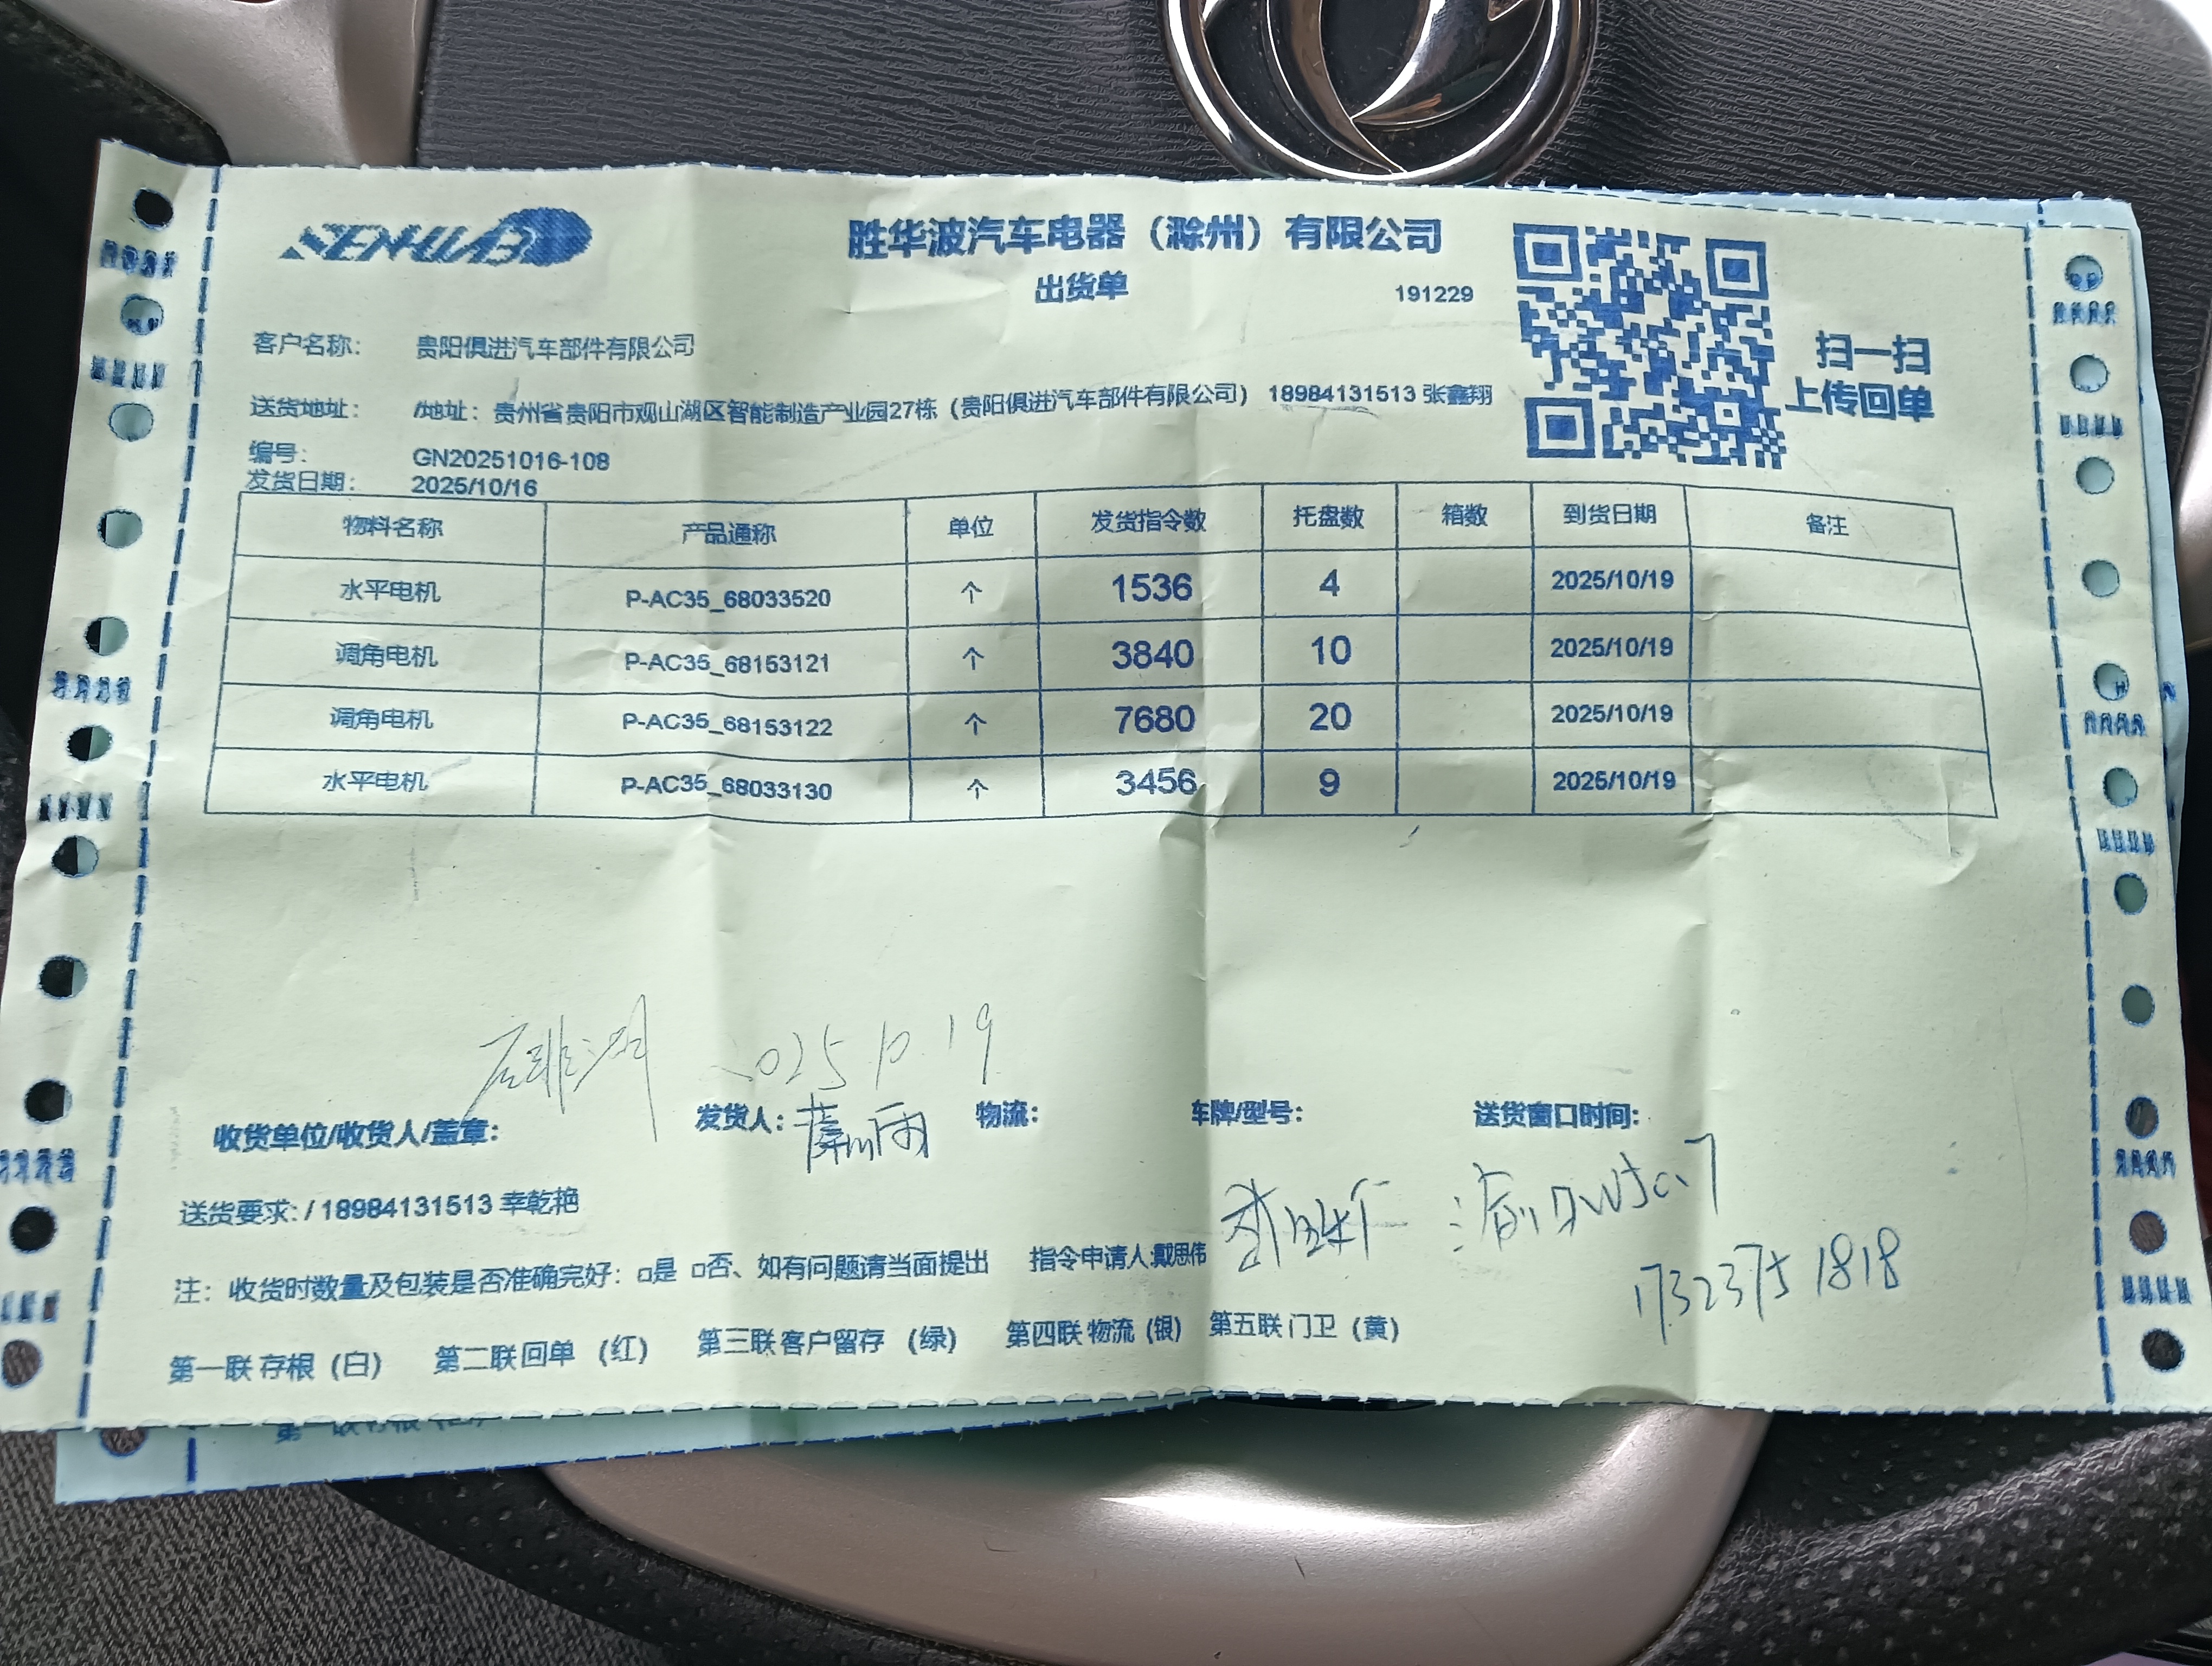 SENHWABO
胜华波汽车电器（滁州）有限公司
出货单
191229
扫一扫
上传回单
客户名称： 贵阳俱进汽车部件有限公司
送货地址： /地址：贵州省贵阳市观山湖区智能制造产业园27栋（贵阳俱进汽车部件有限公司） 18984131513 张鑫翔
编号： GN20251016-108
发货日期： 2025/10/16
物料名称 产品通称 单位 发货指令数 托盘数 箱数 到货日期 备注
水平电机 P-AC35_68033520 个 1536 4 2025/10/19
调角电机 P-AC35_68153121 个 3840 10 2025/10/19
调角电机 P-AC35_68153122 个 7680 20 2025/10/19
水平电机 P-AC35_68033130 个 3456 9 2025/10/19
2025 10 19
收货单位/收货人/盖章： 发货人： 物流： 车牌/型号： 送货窗口时间：
送货要求: / 18984131513 幸乾艳
17323751818
注：收货时数量及包装是否准确完好：□是 □否、如有问题请当面提出 指令申请人:戴思伟
第一联 存根（白） 第二联 回单 （红） 第三联 客户留存 （绿） 第四联 物流（银） 第五联 门卫（黄）